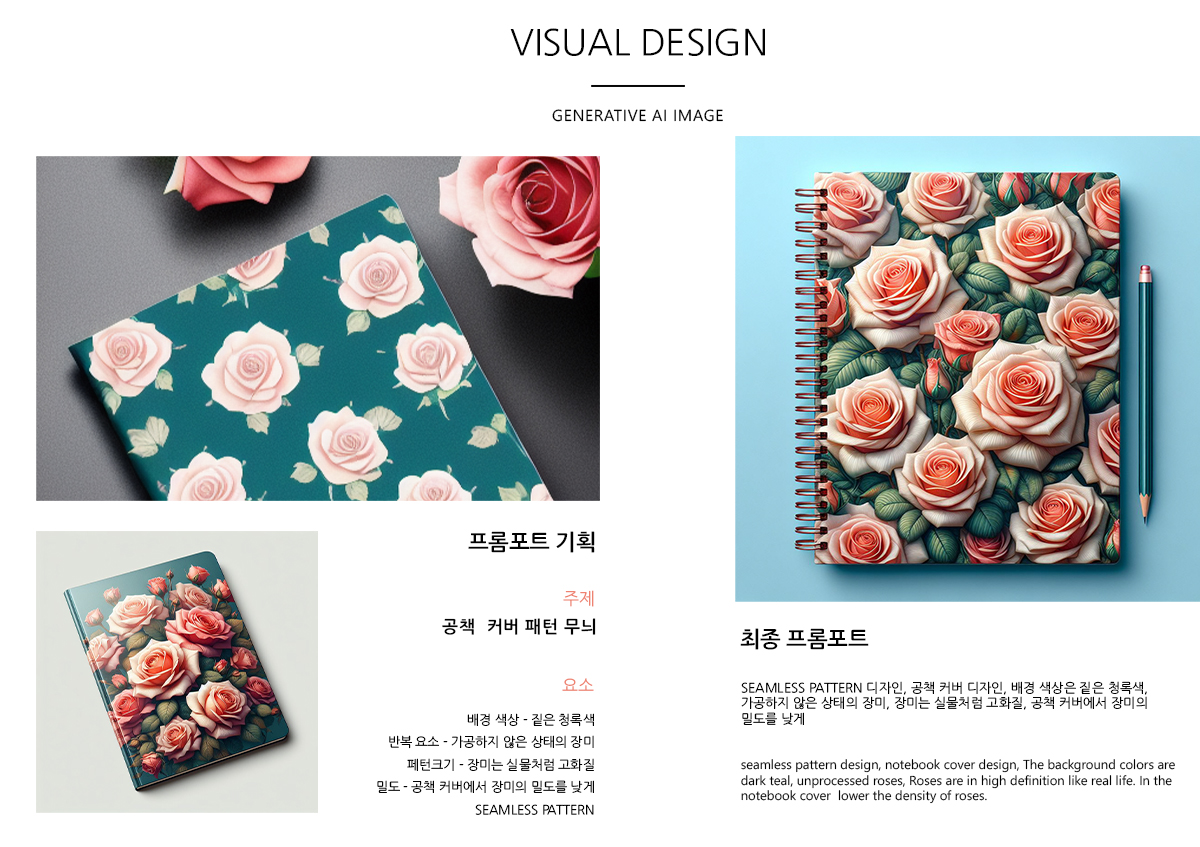 VISUAL DESIGN
GENERATIVE AI IMAGE
프롬포트 기획
주제
공책 커버 패턴 무늬
요소
배경 색상 - 짙은 청록색
반복 요소 - 가공하지 않은 상태의 장미
페턴크기 - 장미는 실물처럼 고화질
밀도 - 공책 커버에서 장미의 밀도를 낮게
SEAMLESS PATTERN
최종 프롬포트
SEAMLESS PATTERN 디자인, 공책 커버 디자인, 배경 색상은 짙은 청록색,
가공하지 않은 상태의 장미, 장미는 실물처럼 고화질, 공책 커버에서 장미의
밀도를 낮게
seamless pattern design, notebook cover design, The background colors are
dark teal, unprocessed roses, Roses are in high definition like real life. In the
notebook cover lower the density of roses.